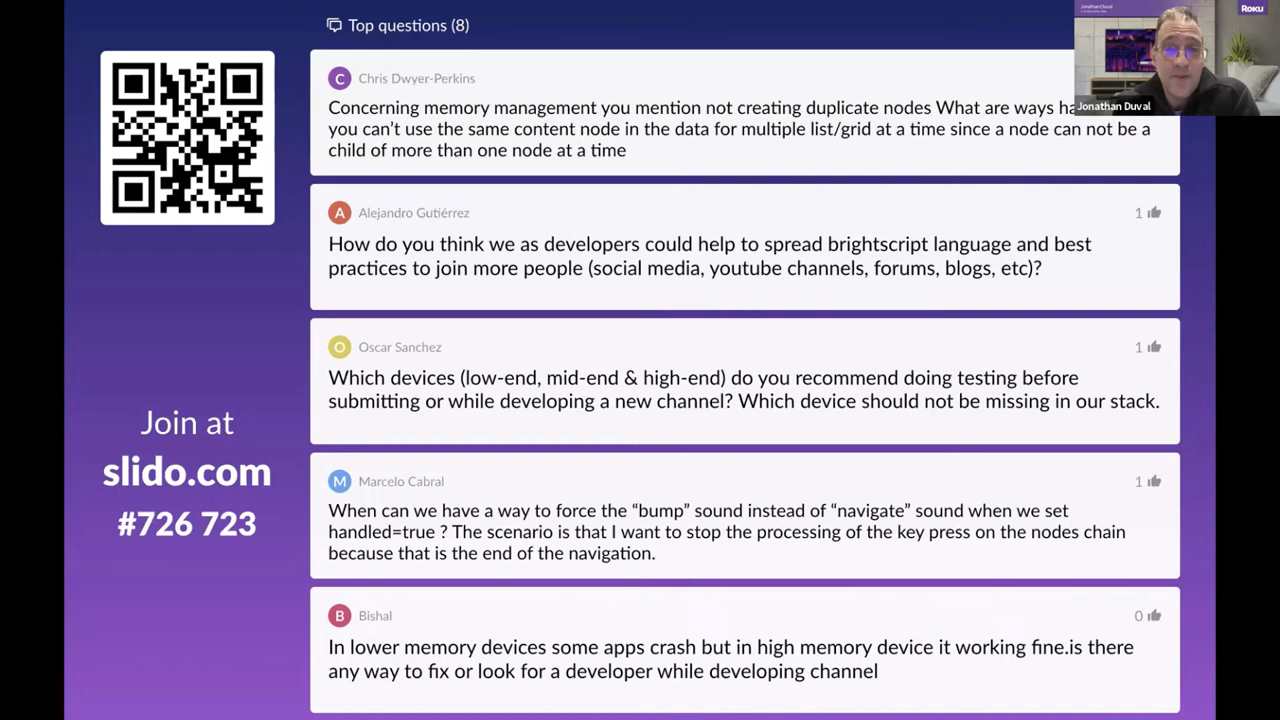 Top questions (8)
C
Chris Dwyer-Perkins
Concerning memory management you mention not creating duplicate nodes What are ways
you can't use the same content node in the data for multiple list/grid at a time since a node can not be a
child of more than one node at a time
A
Alejandro Gutiérrez
1
How do you think we as developers could help to spread brightscript language and best
practices to join more people (social media, youtube channels, forums, blogs, etc)?
O
Oscar Sanchez
1
Which devices (low-end, mid-end & high-end) do you recommend doing testing before
submitting or while developing a new channel? Which device should not be missing in our stack.
M
Marcelo Cabral
1
When can we have a way to force the “bump” sound instead of “navigate” sound when we set
handled=true ? The scenario is that I want to stop the processing of the key press on the nodes chain
because that is the end of the navigation.
B
Bishal
0
In lower memory devices some apps crash but in high memory device it working fine.is there
any way to fix or look for a developer while developing channel
Join at
slido.com
#726 723
Jonathan Duval
Roku
Jonathan Duval